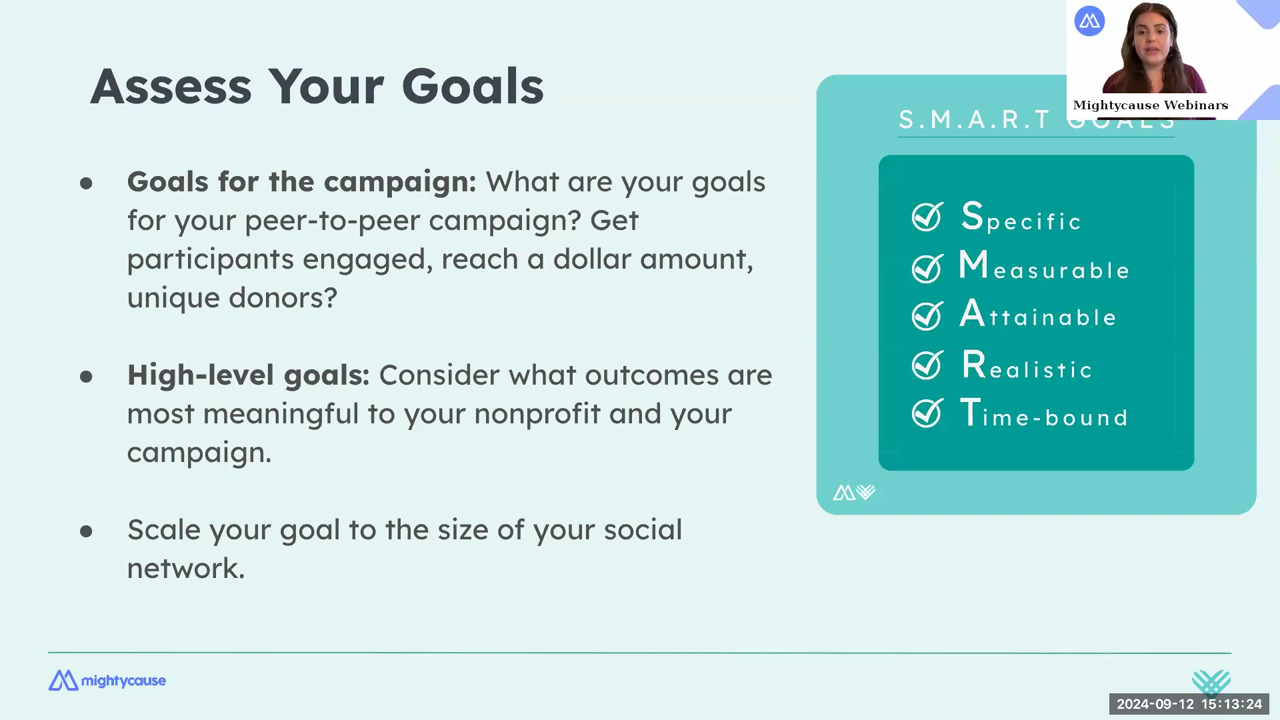 Assess Your Goals
● Goals for the campaign: What are your goals
for your peer-to-peer campaign? Get
participants engaged, reach a dollar amount,
unique donors?
● High-level goals: Consider what outcomes are
most meaningful to your nonprofit and your
campaign.
● Scale your goal to the size of your social
network.
S.M.A.R.T GOALS
Specific
Measurable
Attainable
Realistic
Time-bound
Mightycause Webinars
mightycause
2024-09-12 15:13:24